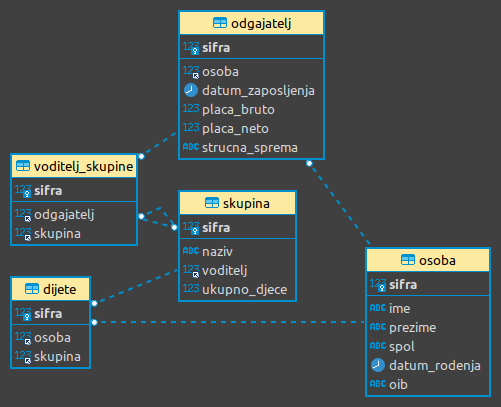 odgajatelj
123 sifra
123 osoba
datum_zaposljenja
123 placa_bruto
123 placa_neto
ABC strucna_sprema
voditelj_skupine
123 sifra
123 odgajatelj
123 skupina
skupina
123 sifra
ABC naziv
123 voditelj
123 ukupno_djece
dijete
123 sifra
123 osoba
123 skupina
osoba
123 sifra
ABC ime
ABC prezime
ABC spol
datum_rodenja
ABC oib